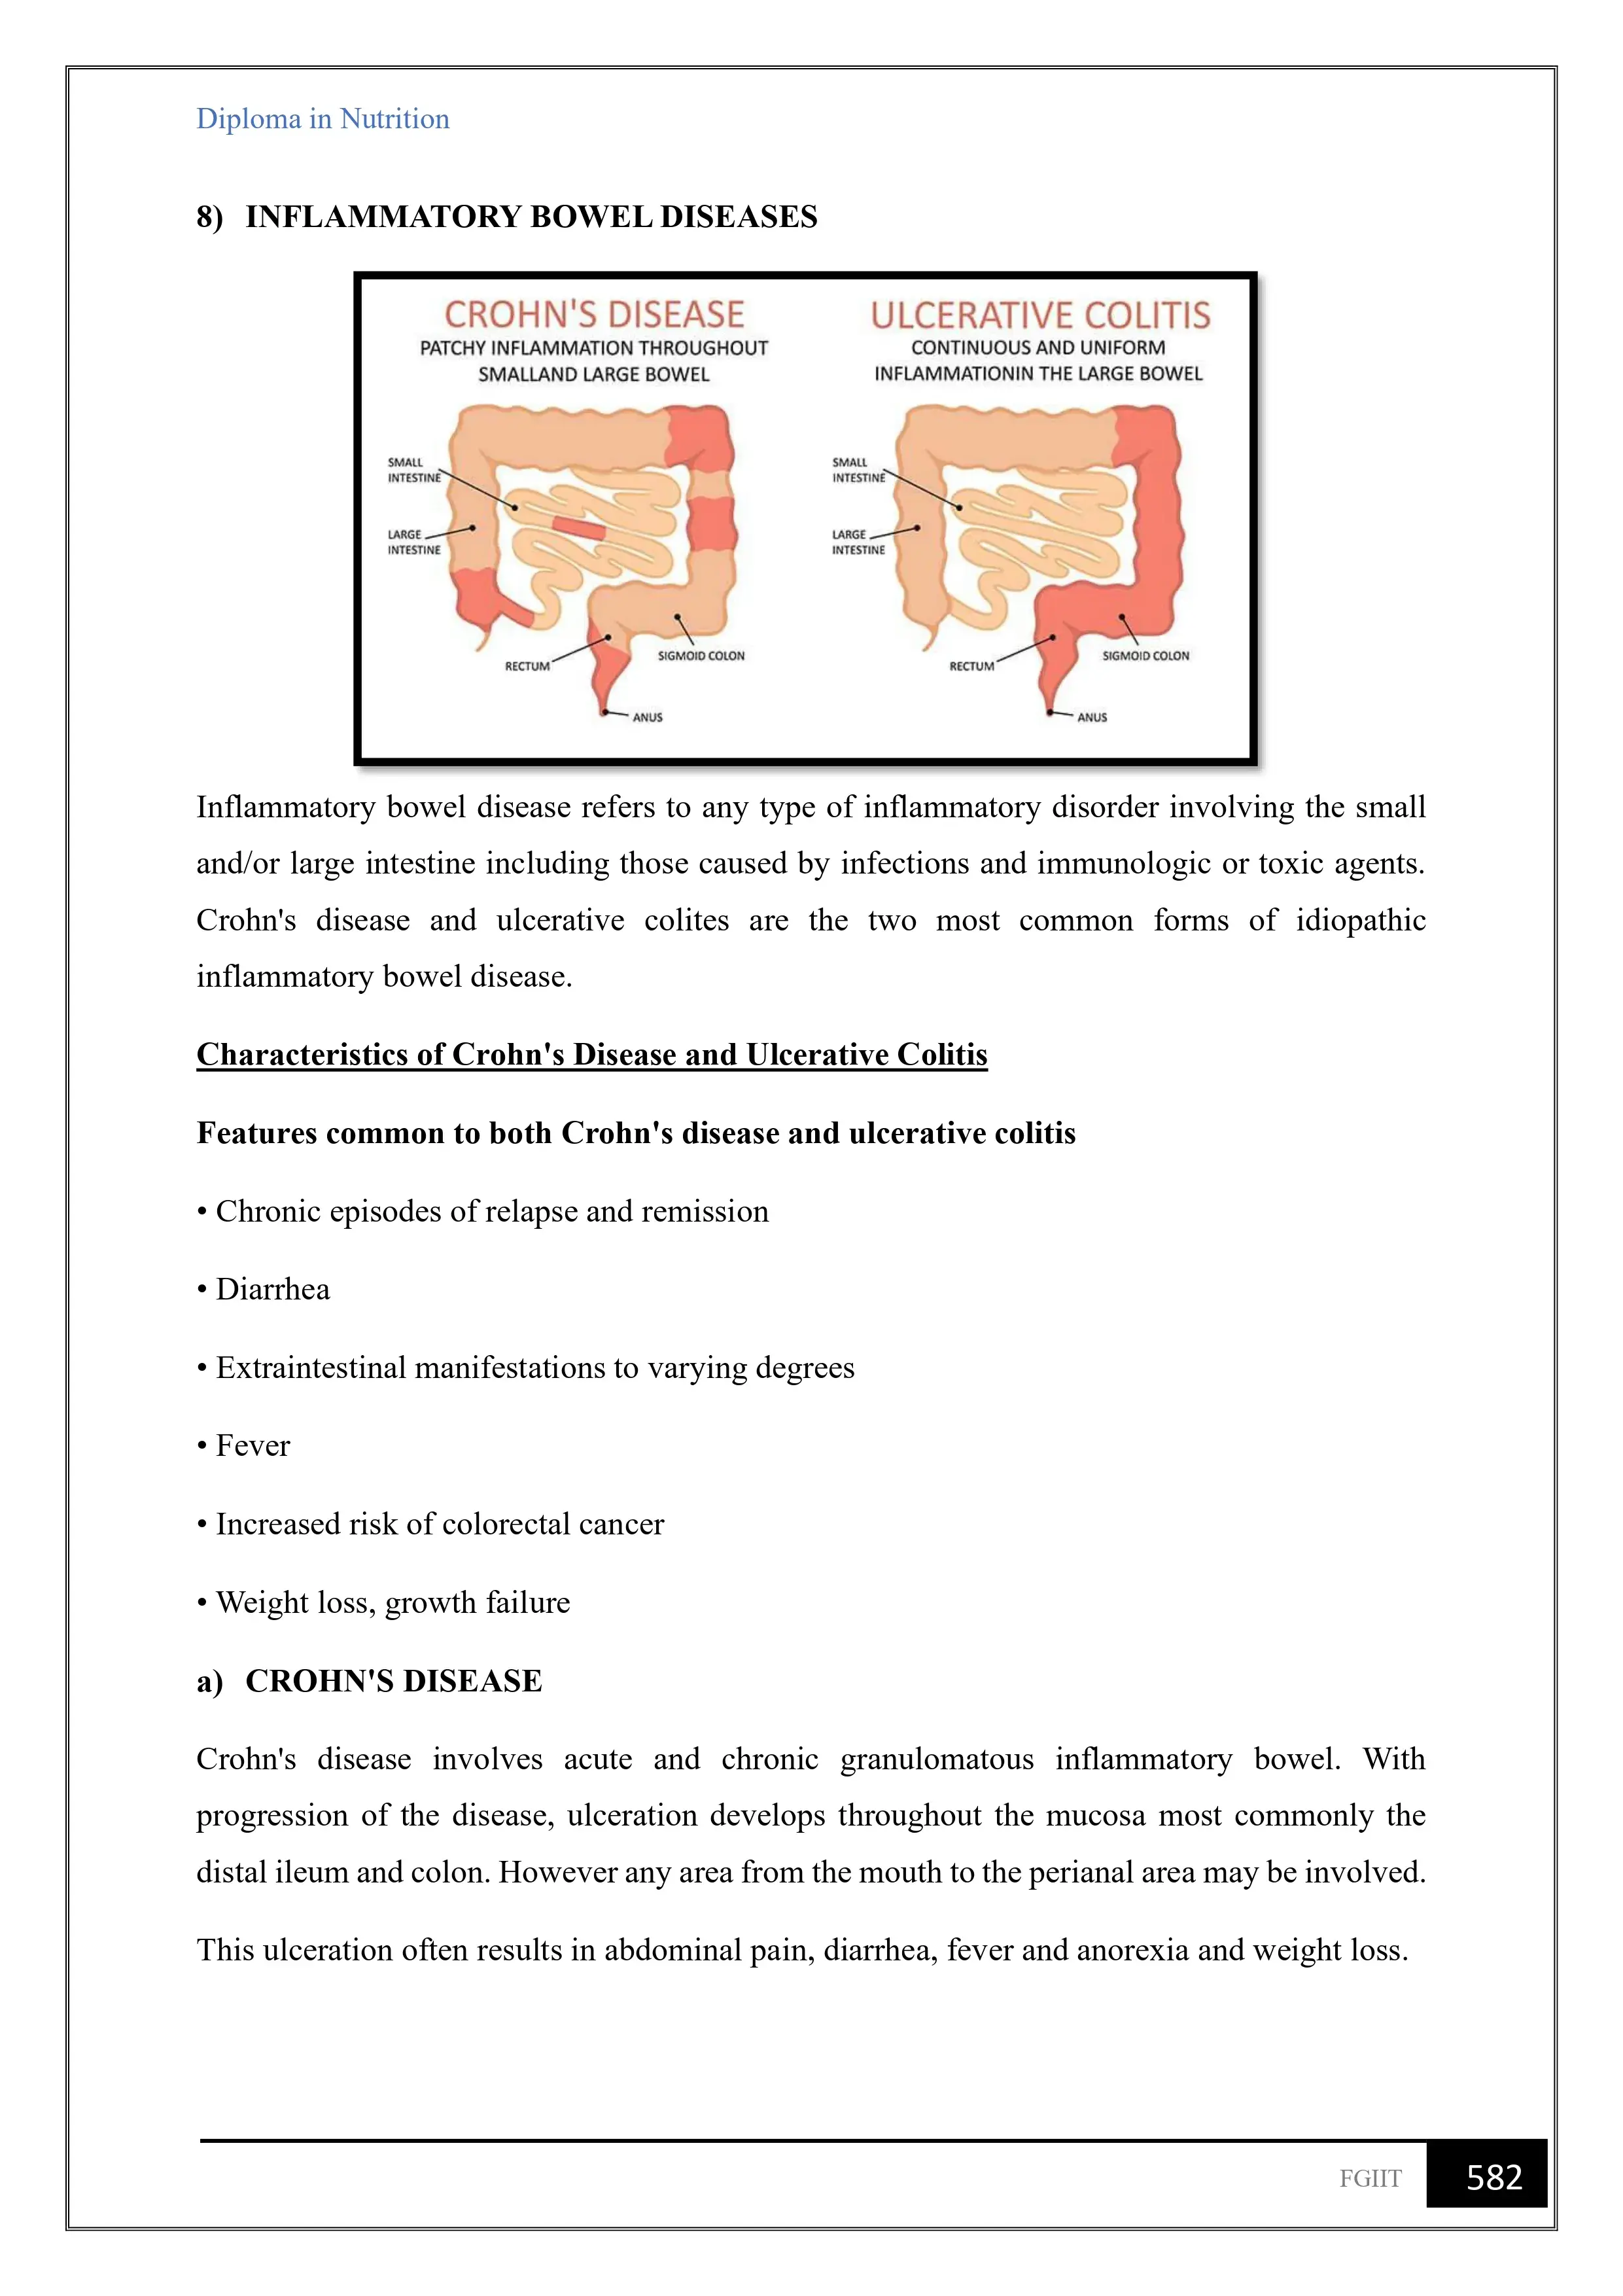 Diploma in Nutrition
8) INFLAMMATORY BOWEL DISEASES
CROHN'S DISEASE
PATCHY INFLAMMATION THROUGHOUT
SMALLAND LARGE BOWEL
SMALL
INTESTINE
LARGE
INTESTINE
RECTUM
SIGMOID COLON
ANUS
ULCERATIVE COLITIS
CONTINUOUS AND UNIFORM
INFLAMMATIONIN THE LARGE BOWEL
SMALL
INTESTINE
LARGE
INTESTINE
RECTUM
SIGMOID COLON
ANUS
Inflammatory bowel disease refers to any type of inflammatory disorder involving the small
and/or large intestine including those caused by infections and immunologic or toxic agents.
Crohn's disease and ulcerative colites are the two most common forms of idiopathic
inflammatory bowel disease.
Characteristics of Crohn's Disease and Ulcerative Colitis
Features common to both Crohn's disease and ulcerative colitis
• Chronic episodes of relapse and remission
• Diarrhea
• Extraintestinal manifestations to varying degrees
• Fever
• Increased risk of colorectal cancer
• Weight loss, growth failure
a) CROHN'S DISEASE
Crohn's disease involves acute and chronic granulomatous inflammatory bowel. With
progression of the disease, ulceration develops throughout the mucosa most commonly the
distal ileum and colon. However any area from the mouth to the perianal area may be involved.
This ulceration often results in abdominal pain, diarrhea, fever and anorexia and weight loss.
FGIIT 582